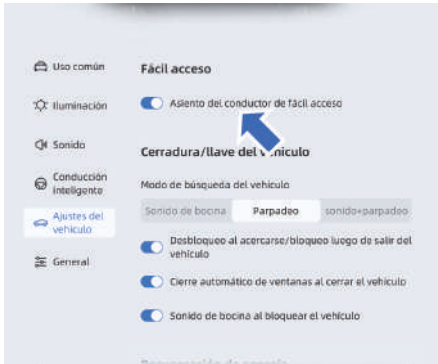 Uso común
Iluminación
Sonido
Conducción
inteligente
Ajustes del
vehículo
General
Fácil acceso
Asiento del conductor de fácil acceso
Cerradura/llave del vehículo
Modo de búsqueda del vehículo
Sonido de bocina Parpadeo sonido+parpadeo
Desbloqueo al acercarse/bloqueo luego de salir del
vehículo
Cierre automático de ventanas al cerrar el vehículo
Sonido de bocina al bloquear el vehículo